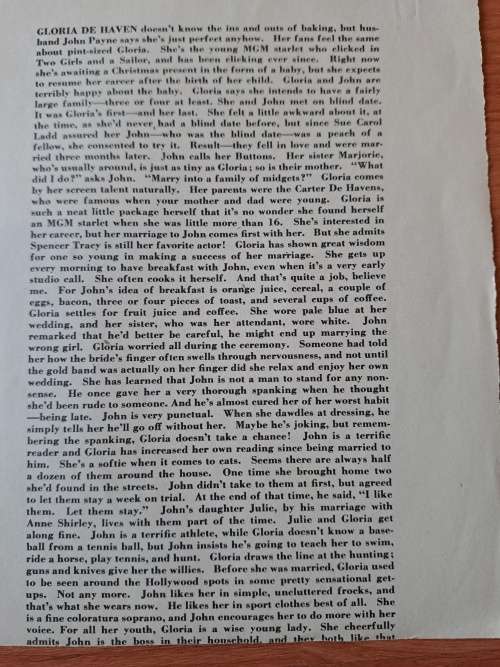 GLORIA DE HAVEN doesn't know the ins and outs of baking, but hus-
band John Payne says she's just perfect anyhow. Her fans feel the same
about pint-sized Gloria. She's the young MGM starlet who clicked in
Two Girls and a Sailor, and has been clicking ever since. Right now
she's awaiting a Christmas present in the form of a baby, but she expects
to resume her career after the birth of her child. Gloria and John are
terribly happy about the baby. Gloria says she intends to have a fairly
large family—three or four at least. She and John met on blind date.
It was Gloria's first—and her last. She felt a little awkward about it, at
the time, as she'd never had a blind date before, but since Sue Carol
Ladd assured her John—who was the blind date—was a peach of a
fellow, she consented to try it. Result—they fell in love and were mar-
ried three months later. John calls her Buttons. Her sister Marjorie,
who's usually around, is just as tiny as Gloria; so is their mother. "What
did I do?" asks John. "Marry into a family of midgets?" Gloria comes
by her screen talent naturally. Her parents were the Carter De Havens,
who were famous when your mother and dad were young. Gloria is
such a neat little package herself that it's no wonder she found herself
an MGM starlet when she was little more than 16. She's interested in
her career, but her marriage to John comes first with her. But she admits
Spencer Tracy is still her favorite actor! Gloria has shown great wisdom
for one so young in making a success of her marriage. She gets up
every morning to have breakfast with John, even when it's a very early
studio call. She often cooks it herself. And that's quite a job, believe
me. For John's idea of breakfast is orange juice, cereal, a couple of
eggs, bacon, three or four pieces of toast, and several cups of coffee.
Gloria settles for fruit juice and coffee. She wore pale blue at her
wedding, and her sister, who was her attendant, wore white. John
remarked that he'd better be careful, he might end up marrying the
wrong girl. Gloria worried all during the ceremony. Someone had told
her how the bride's finger often swells through nervousness, and not until
the gold band was actually on her finger did she relax and enjoy her own
wedding. She has learned that John is not a man to stand for any non-
sense. He once gave her a very thorough spanking when he thought
she'd been rude to someone. And he's almost cured her of her worst habit
—being late. John is very punctual. When she dawdles at dressing, he
simply tells her he'll go off without her. Maybe he's joking, but remem-
bering the spanking, Gloria doesn't take a chance! John is a terrific
reader and Gloria has increased her own reading since being married to
him. She's a softie when it comes to cats. Seems there are always half
a dozen of them around the house. One time she brought home two
she'd found in the streets. John didn't take to them at first, but agreed
to let them stay a week on trial. At the end of that time, he said, "I like
them. Let them stay." John's daughter Julie, by his marriage with
Anne Shirley, lives with them part of the time. Julie and Gloria get
along fine. John is a terrific athlete, while Gloria doesn't know a base-
ball from a tennis ball, but John insists he's going to teach her to swim,
ride a horse, play tennis, and hunt. Gloria draws the line at the hunting;
guns and knives give her the willies. Before she was married, Gloria used
to be seen around the Hollywood spots in some pretty sensational get-
ups. Not any more. John likes her in simple, uncluttered frocks, and
that's what she wears now. He likes her in sport clothes best of all. She
is a fine coloratura soprano, and John encourages her to do more with her
voice. For all her youth, Gloria is a wise young lady. She cheerfully
admits John is the boss in their household, and they both like that